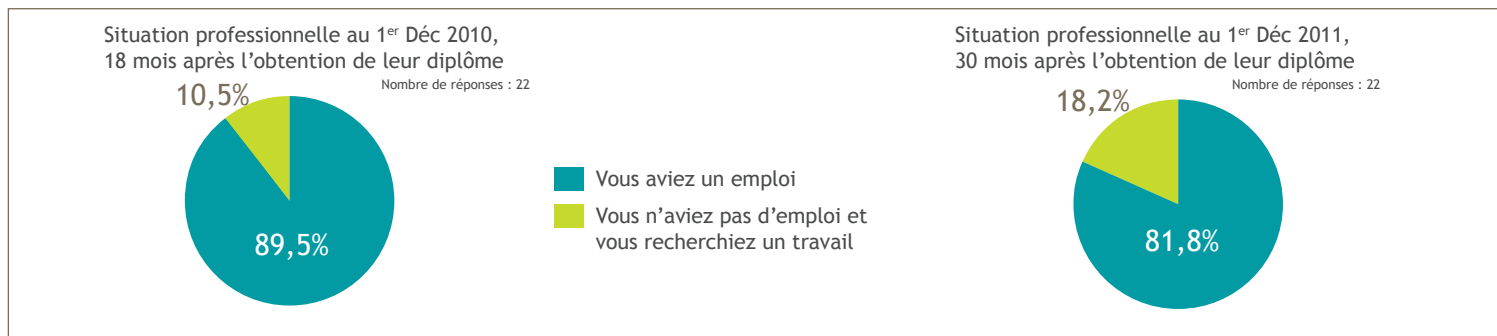 Situation professionnelle au 1er Déc 2010,
18 mois après l’obtention de leur diplôme
Nombre de réponses : 22
10,5%
89,5%
Vous aviez un emploi
Vous n’aviez pas d’emploi et
vous recherchiez un travail
Situation professionnelle au 1er Déc 2011,
30 mois après l’obtention de leur diplôme
Nombre de réponses : 22
18,2%
81,8%